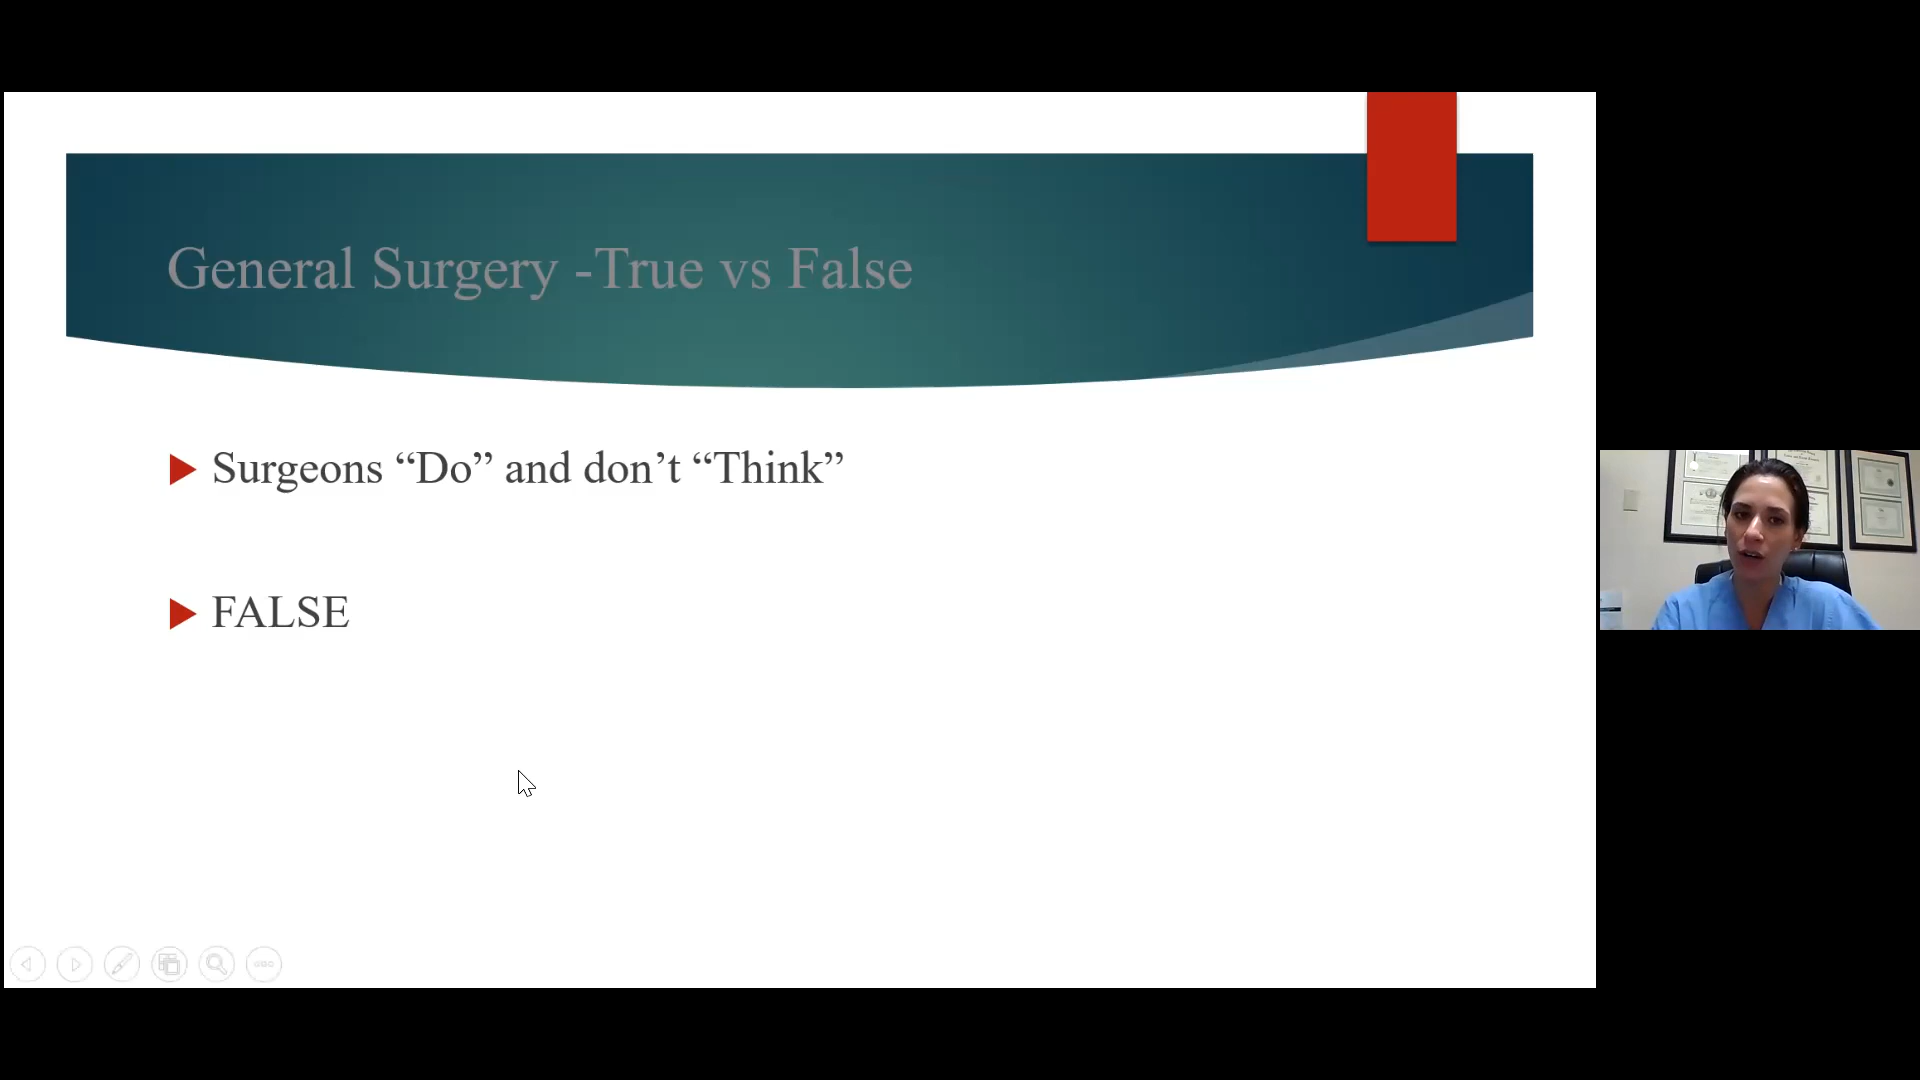 General Surgery -True vs False
Surgeons “Do” and don’t “Think”
FALSE